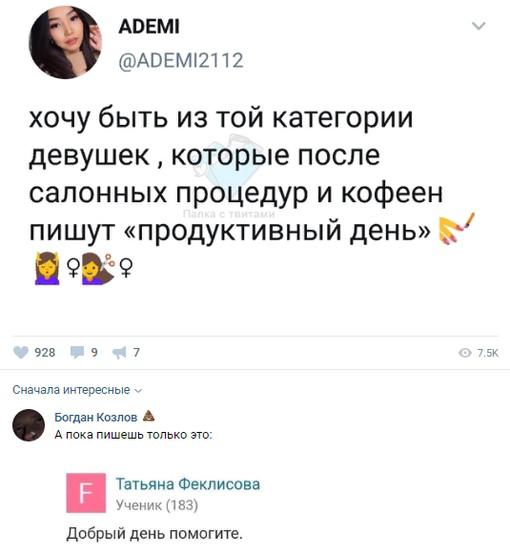 ADEMI
@ADEMI2112
хочу быть из той категории
девушек , которые после
салонных процедур и кофеен
Папка с твитами
пишут «продуктивный день» 💅
💆♀💇♀
928 9 7 7.5K
Сначала интересные
Богдан Козлов 💩
А пока пишешь только это:
F Татьяна Феклисова
Ученик (183)
Добрый день помогите.